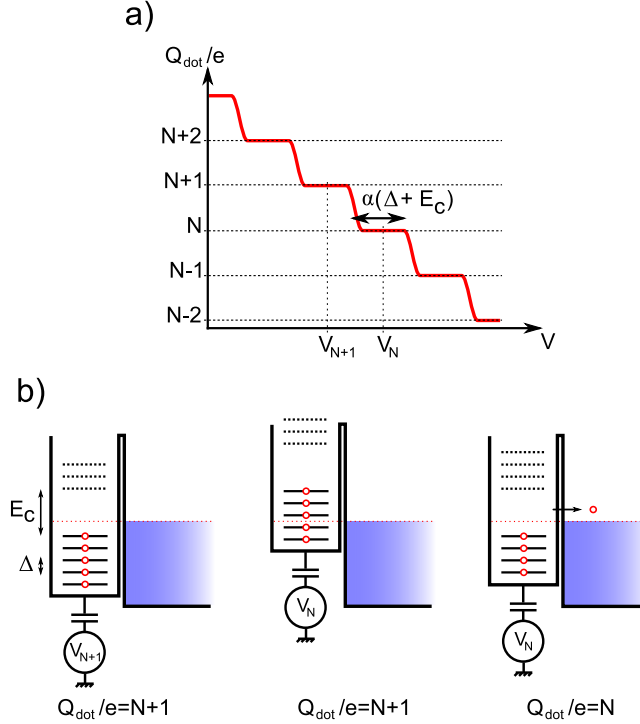 a)
Q_dot/e
N+2
N+1
α(Δ+ E_C)
N
N-1
N-2
V_N+1
V_N
V
b)
E_C
Δ
V_N+1
V_N
V_N
Q_dot/e=N+1
Q_dot/e=N+1
Q_dot/e=N